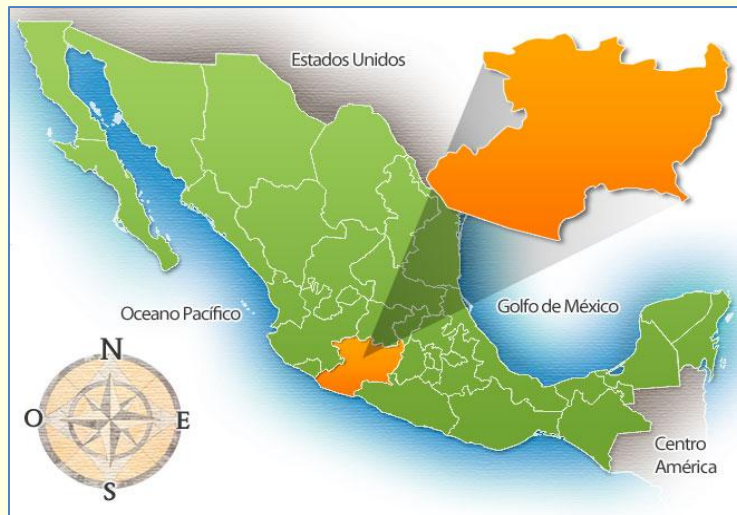 Estados Unidos
Oceano Pacífico
Golfo de México
N
O
E
S
Centro
América